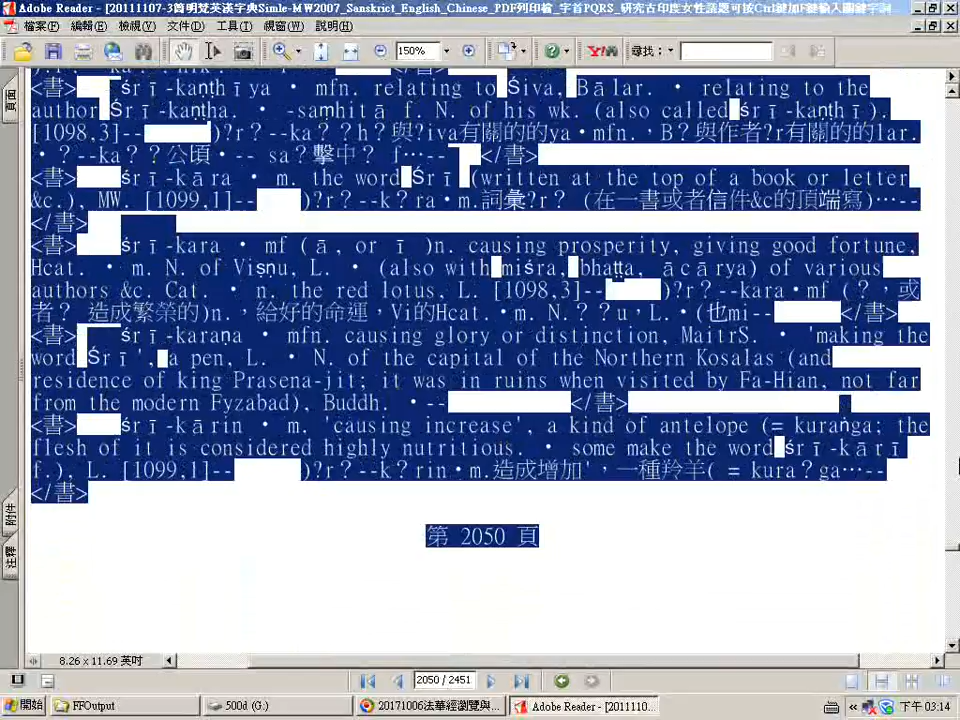 Adobe Reader - [20111107-3簡明梵英漢字典Simle-MW2007_Sanskrict_English_Chinese_PDF列印檔_字首PQRS_研究古印度女性議題可按Ctrl鍵加F鍵輸入關鍵字詞
檔案(F) 編輯(E) 檢視(V) 文件(D) 工具(T) 視窗(W) 說明(H)
150% 尋找：
頁面
<書> śrī-kaṇṭhīya ‧ mfn. relating to Śiva, Bālar. ‧ relating to the
author Śrī-kaṇṭha. ‧ -saṃhitā f. N. of his wk. (also called śrī-kaṇṭhī).
[1098,3]-- )?r？--ka？？h？與?iva有關的的ya‧mfn.，B？與作者?r有關的的lar.
‧？--ka？？公頃‧-- sa？擊中？ f…-- </書>
<書> śrī-kāra ‧ m. the word Śrī (written at the top of a book or letter
&c.), MW. [1099,1]-- )?r？--k？ra‧m.詞彙?r？ (在一書或者信件&c的頂端寫)…--
</書>
<書> śrī-kara ‧ mf (ā, or ī )n. causing prosperity, giving good fortune,
Hcat. ‧ m. N. of Viṣṇu, L. ‧ (also with miśra, bhaṭṭa, ācārya) of various
authors &c. Cat. ‧ n. the red lotus, L. [1098,3]-- )?r？--kara‧mf (？，或
者？ 造成繁榮的)n.，給好的命運，Vi的Hcat.‧m. N.？？u，L.‧(也mi-- </書>
<書> śrī-karaṇa ‧ mfn. causing glory or distinction, MaitrS. ‧ 'making the
word Śrī', a pen, L. ‧ N. of the capital of the Northern Kosalas (and
residence of king Prasena-jit; it was in ruins when visited by Fa-Hian, not far
from the modern Fyzabad), Buddh. ‧-- </書>
<書> śrī-kārin ‧ m. 'causing increase', a kind of antelope (= kuraṅga; the
flesh of it is considered highly nutritious. ‧ some make the word śrī-kārī
f.), L. [1099,1]-- )?r？--k？rin‧m.造成增加'，一種羚羊( = kura？ga…--
</書>
附件
注釋
第 2050 頁
8.26 x 11.69 英吋
2050 / 2451
開始 FFOutput 500d (G:) 20171006法華經瀏覽與... Adobe Reader - [2011110... 下午 03:14